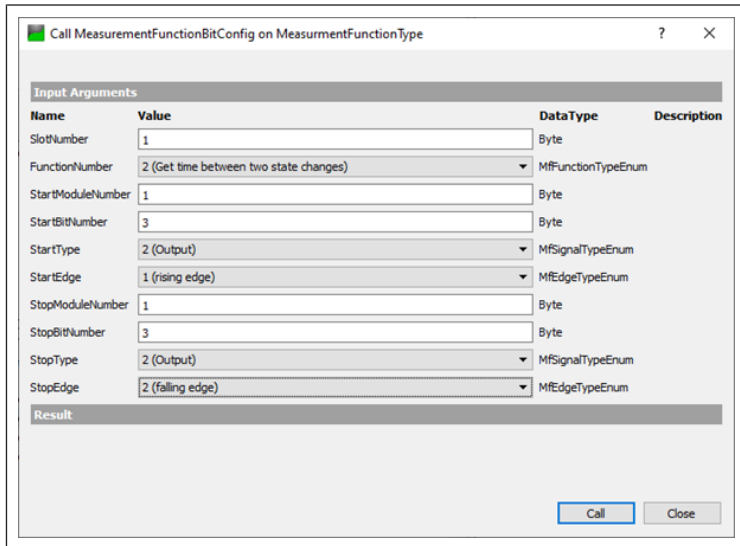 Call MeasurementFunctionBitConfig on MeasurmentFunctionType ? ×
Input Arguments
Name Value DataType Description
SlotNumber 1 Byte
FunctionNumber 2 (Get time between two state changes) MfFunctionTypeEnum
StartModuleNumber 1 Byte
StartBitNumber 3 Byte
StartType 2 (Output) MfSignalTypeEnum
StartEdge 1 (rising edge) MfEdgeTypeEnum
StopModuleNumber 1 Byte
StopBitNumber 3 Byte
StopType 2 (Output) MfSignalTypeEnum
StopEdge 2 (falling edge) MfEdgeTypeEnum
Result
Call Close